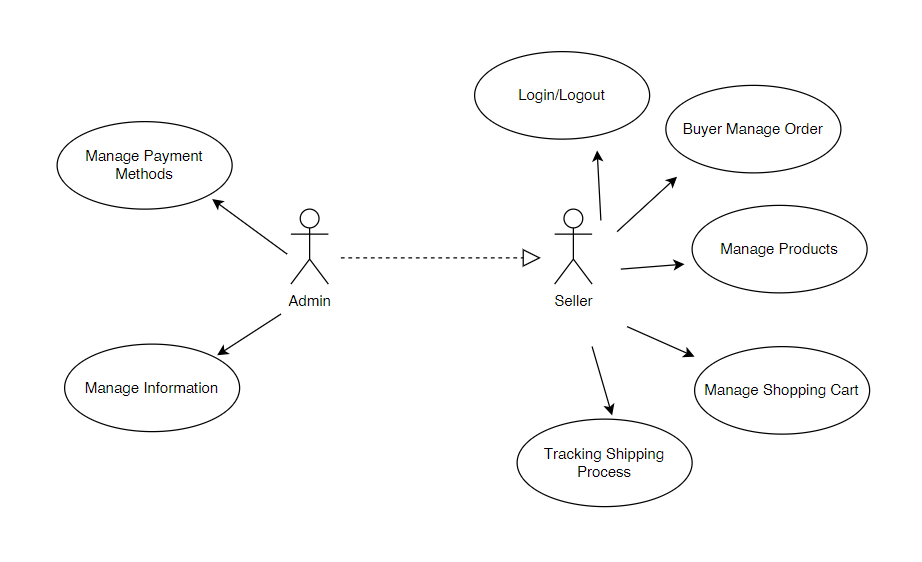 Login/Logout
Buyer Manage Order
Manage Payment
Methods
Manage Products
Admin
Seller
Manage Information
Manage Shopping Cart
Tracking Shipping
Process